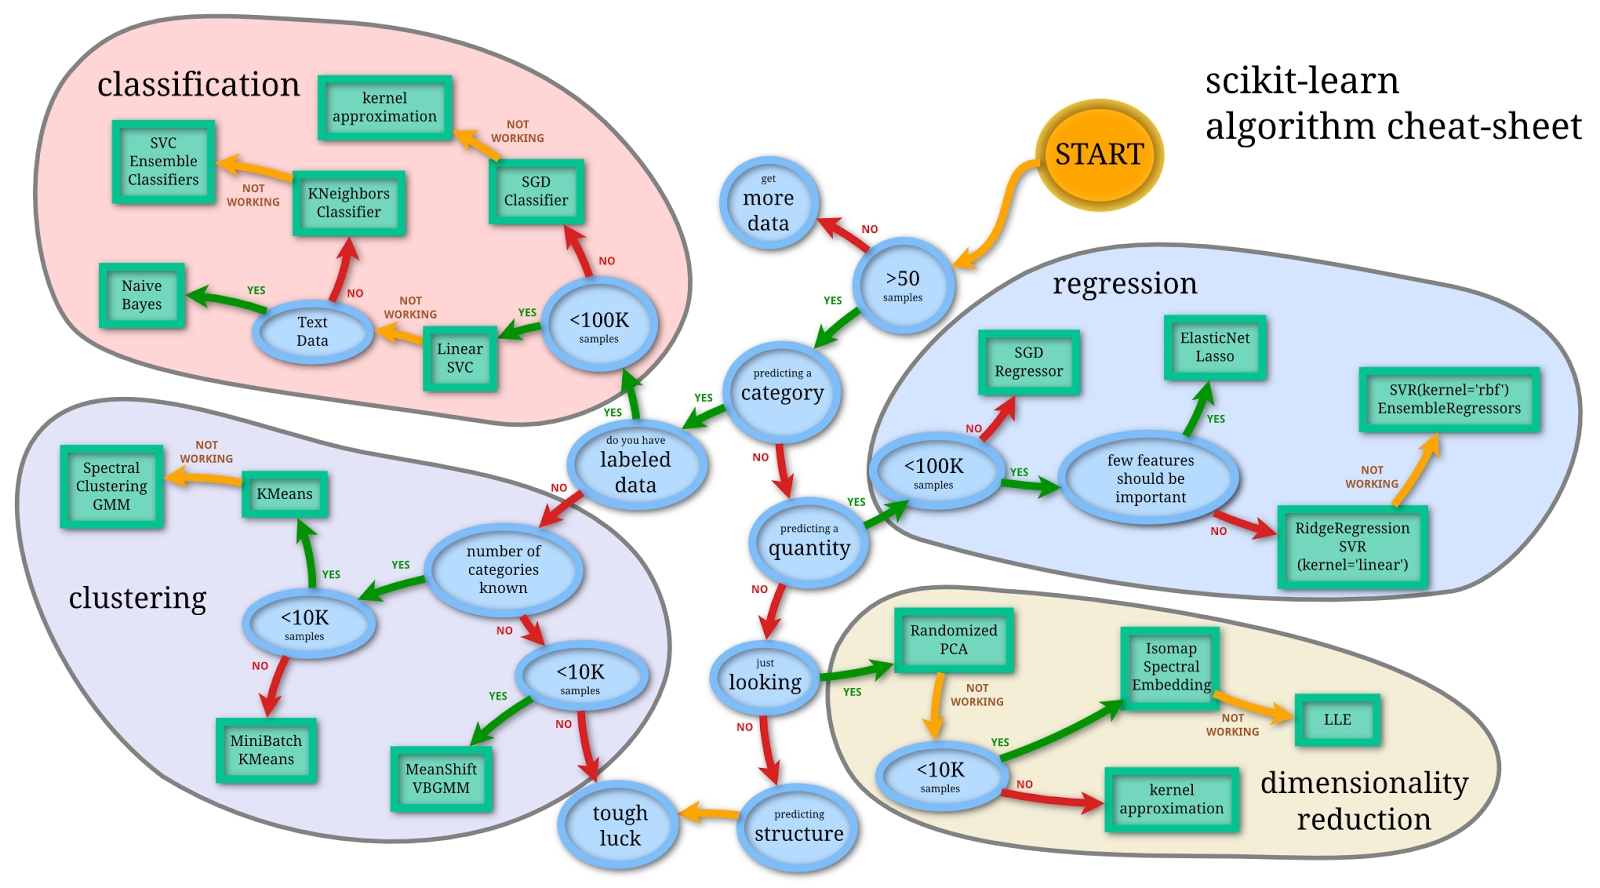 scikit-learn
algorithm cheat-sheet
START
>50
samples
NO
get
more
data
YES
predicting a
category
YES
do you have
labeled
data
NO
predicting a
quantity
YES
NO
just
looking
YES
NO
predicting
structure
tough
luck
classification
YES
<100K
samples
NO
SGD
Classifier
NOT
WORKING
kernel
approximation
YES
Linear
SVC
NOT
WORKING
Text
Data
YES
Naive
Bayes
NO
KNeighbors
Classifier
NOT
WORKING
SVC
Ensemble
Classifiers
clustering
NO
number of
categories
known
YES
<10K
samples
YES
KMeans
NOT
WORKING
Spectral
Clustering
GMM
NO
MiniBatch
KMeans
NO
<10K
samples
YES
MeanShift
VBGMM
NO
regression
<100K
samples
NO
SGD
Regressor
YES
few features
should be
important
YES
ElasticNet
Lasso
NO
RidgeRegression
SVR
(kernel='linear')
NOT
WORKING
SVR(kernel='rbf')
EnsembleRegressors
dimensionality
reduction
Randomized
PCA
NOT
WORKING
<10K
samples
YES
Isomap
Spectral
Embedding
NOT
WORKING
LLE
NO
kernel
approximation